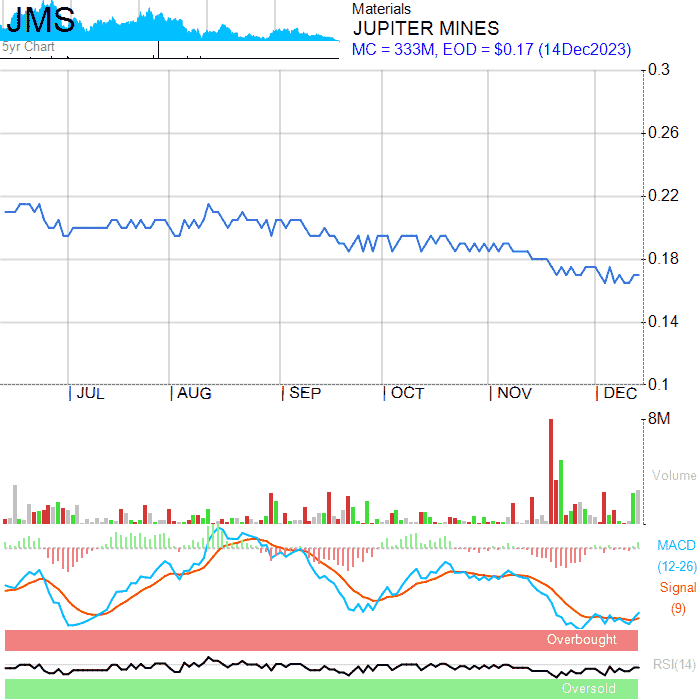 JMS
5yr Chart
Materials
JUPITER MINES
MC = 333M, EOD = $0.17 (14Dec2023)
0.3
0.26
0.22
0.18
0.14
0.1
JUL AUG SEP OCT NOV DEC
8M
Volume
MACD
(12-26)
Signal
(9)
Overbought
RSI(14)
Oversold